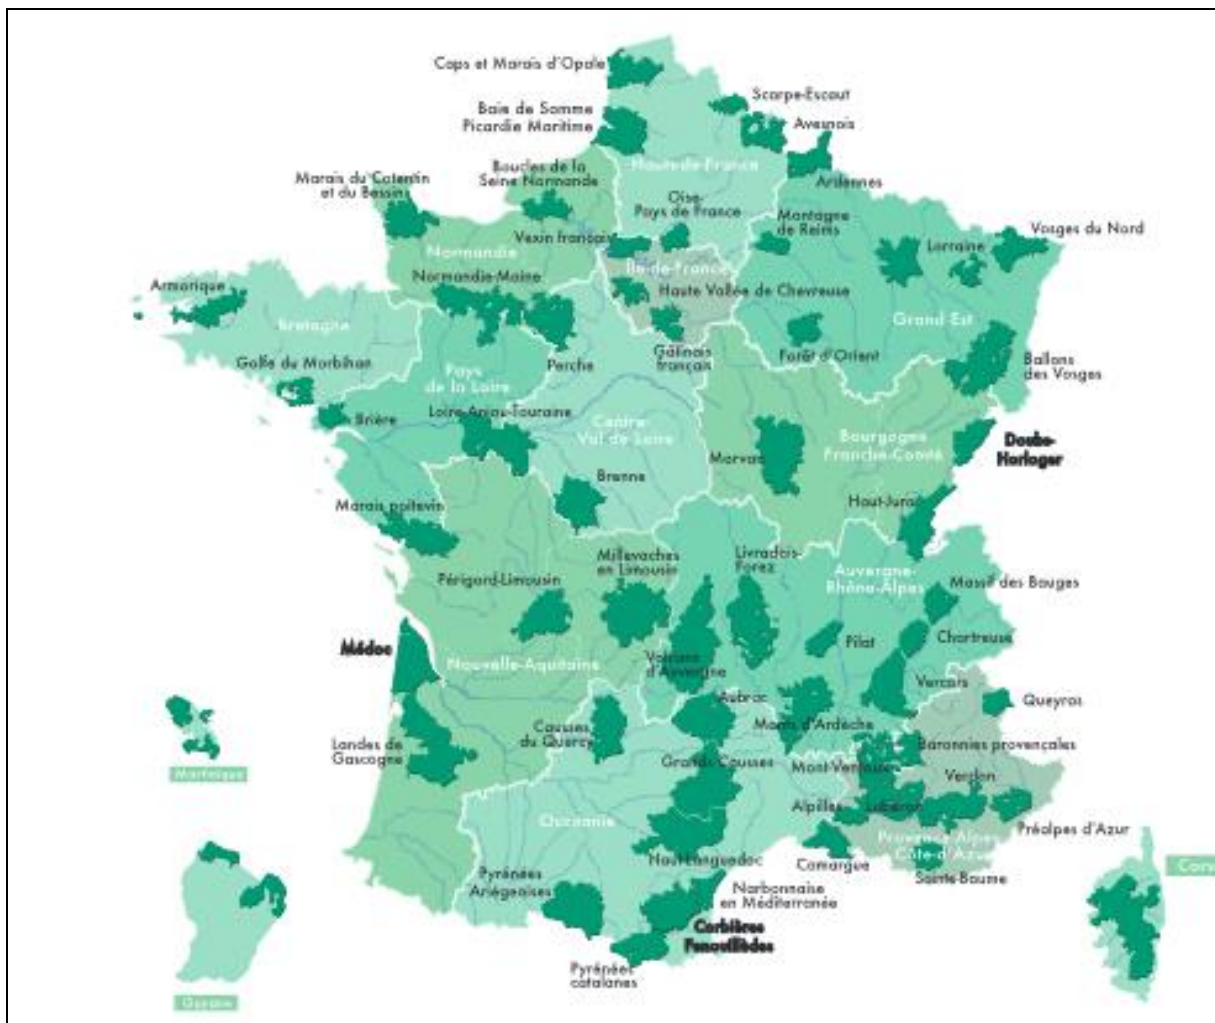 Caps et Marais d'Opale
Scarpe-Escaut
Baie de Somme
Picardie Maritime
Avesnois
Hauts-de-France
Ardennes
Boucles de la
Seine Normande
Marais du Cotentin
et du Bessin
Oise-
Pays de France
Montagne
de Reims
Vosges du Nord
Vexin français
Lorraine
Normandie
Ile-de-France
Normandie-Maine
Haute Vallée de Chevreuse
Armorique
Bretagne
Grand Est
Gâtinais
français
Forêt d'Orient
Golfe du Morbihan
Perche
Ballons
des Vosges
Pays
de la Loire
Brière
Loire-Anjou-Touraine
Centre-
Val de Loire
Bourgogne
Franche-Comté
Doubs-
Horloger
Morvan
Brenne
Haut-Jura
Marais poitevin
Millevaches
en Limousin
Livradois-
Forez
Auvergne-
Rhône-Alpes
Massif des Bauges
Périgord-Limousin
Pilat
Chartreuse
Médoc
Nouvelle-Aquitaine
Volcans
d'Auvergne
Vercors
Aubrac
Queyras
Causses
du Quercy
Monts d'Ardèche
Landes de
Gascogne
Baronnies provençales
Grands Causses
Mont-Ventoux
Verdon
Martinique
Alpilles
Luberon
Occitanie
Préalpes d'Azur
Provence-Alpes
Côte-d'Azur
Haut-Languedoc
Camargue
Sainte-Baume
Cors
Pyrénées
Ariégeoises
Narbonnaise
en Méditerranée
Corbières
Fenouillèdes
Pyrénées
catalanes
Guyane